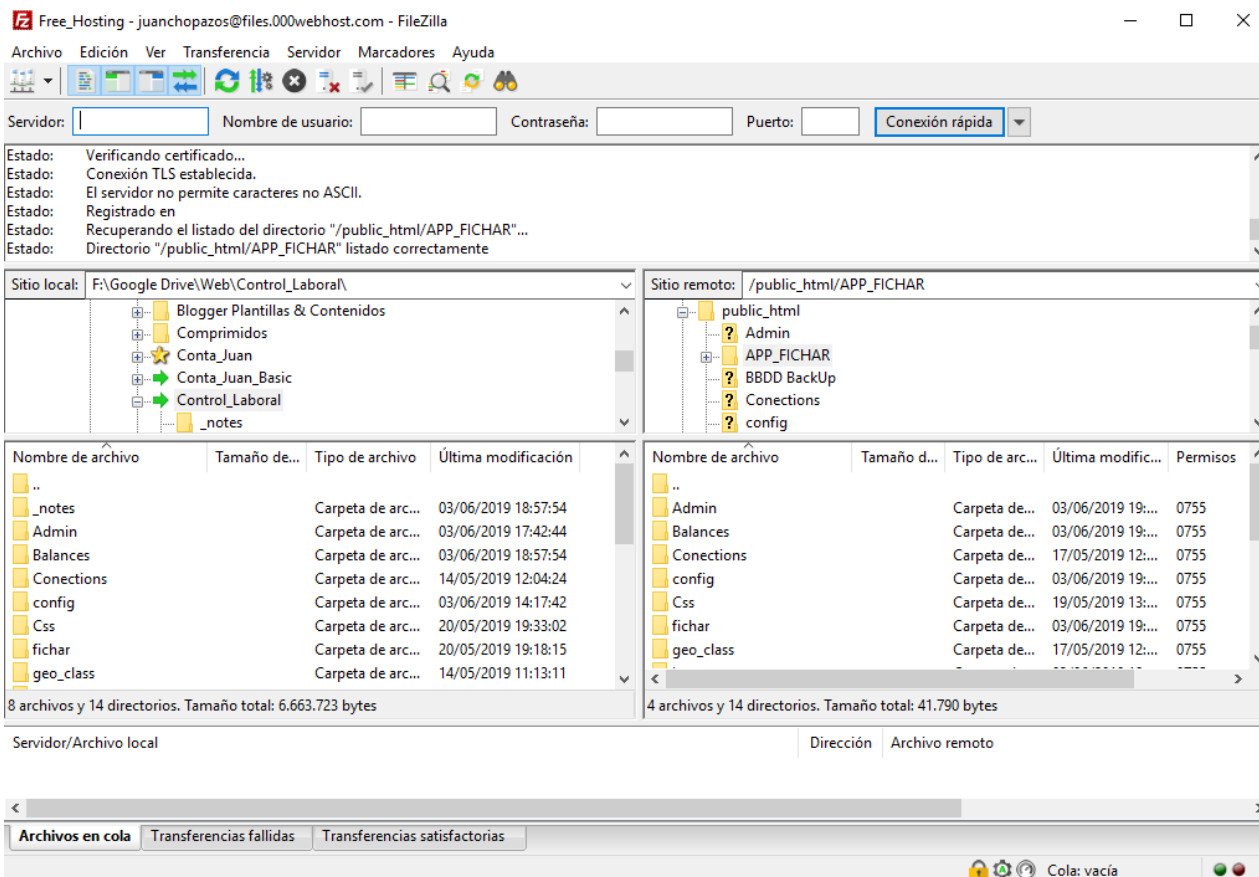 Free_Hosting - juanchopazos@files.000webhost.com - FileZilla
Archivo Edición Ver Transferencia Servidor Marcadores Ayuda
Servidor: Nombre de usuario: Contraseña: Puerto: Conexión rápida
Estado: Verificando certificado...
Estado: Conexión TLS establecida.
Estado: El servidor no permite caracteres no ASCII.
Estado: Registrado en
Estado: Recuperando el listado del directorio "/public_html/APP_FICHAR"...
Estado: Directorio "/public_html/APP_FICHAR" listado correctamente
Sitio local: F:\Google Drive\Web\Control_Laboral\
Blogger Plantillas & Contenidos
Comprimidos
Conta_Juan
Conta_Juan_Basic
Control_Laboral
_notes
Sitio remoto: /public_html/APP_FICHAR
public_html
? Admin
APP_FICHAR
? BBDD BackUp
? Conections
? config
Nombre de archivo Tamaño de... Tipo de archivo Última modificación
..
_notes Carpeta de arc... 03/06/2019 18:57:54
Admin Carpeta de arc... 03/06/2019 17:42:44
Balances Carpeta de arc... 03/06/2019 18:57:54
Conections Carpeta de arc... 14/05/2019 12:04:24
config Carpeta de arc... 03/06/2019 14:17:42
Css Carpeta de arc... 20/05/2019 19:33:02
fichar Carpeta de arc... 20/05/2019 19:18:15
geo_class Carpeta de arc... 14/05/2019 11:13:11
8 archivos y 14 directorios. Tamaño total: 6.663.723 bytes
Nombre de archivo Tamaño d... Tipo de arc... Última modific... Permisos
..
Admin Carpeta de... 03/06/2019 19:... 0755
Balances Carpeta de... 03/06/2019 19:... 0755
Conections Carpeta de... 17/05/2019 12:... 0755
config Carpeta de... 03/06/2019 19:... 0755
Css Carpeta de... 19/05/2019 13:... 0755
fichar Carpeta de... 03/06/2019 19:... 0755
geo_class Carpeta de... 17/05/2019 12:... 0755
4 archivos y 14 directorios. Tamaño total: 41.790 bytes
Servidor/Archivo local Dirección Archivo remoto
Archivos en cola Transferencias fallidas Transferencias satisfactorias
Cola: vacía